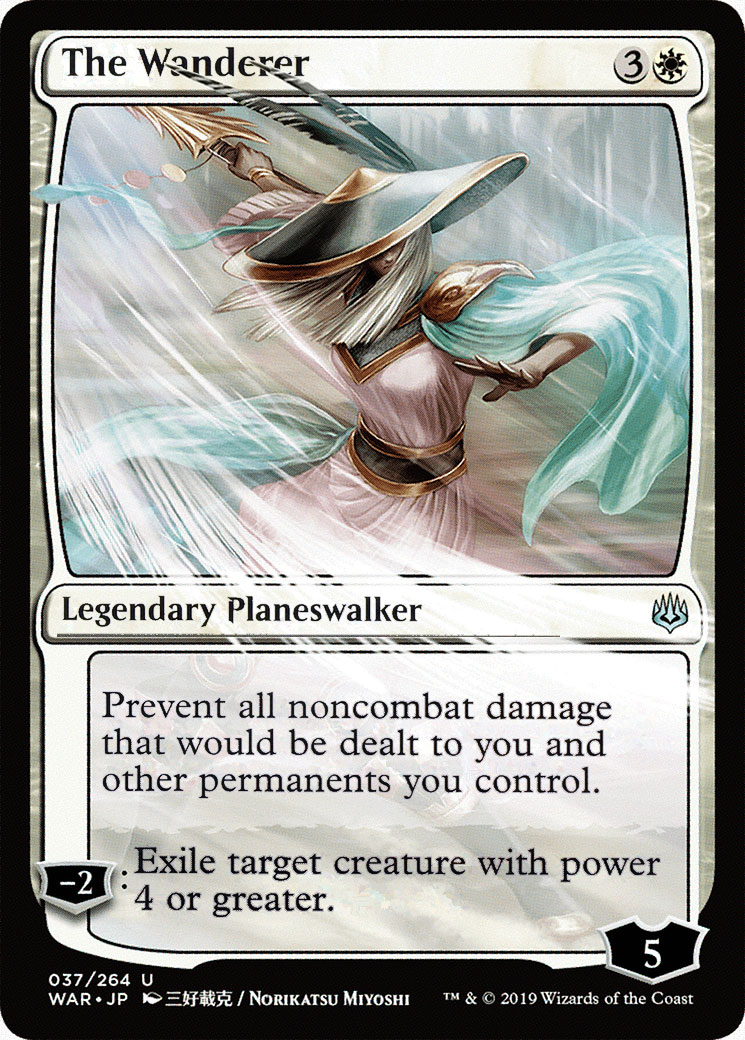 The Wanderer 3
Legendary Planeswalker
Prevent all noncombat damage
that would be dealt to you and
other permanents you control.
−2 : Exile target creature with power
4 or greater.
5
037/264 U
WAR • JP 三好載克 / Norikatsu Miyoshi ™ & © 2019 Wizards of the Coast